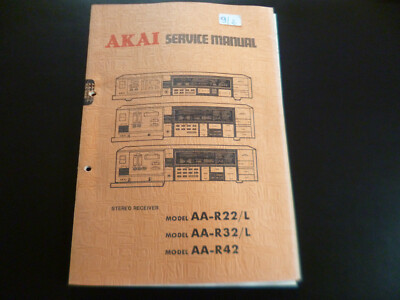 AKAI SERVICE MANUAL
STEREO RECEIVER
MODEL AA-R22/L
MODEL AA-R32/L
MODEL AA-R42